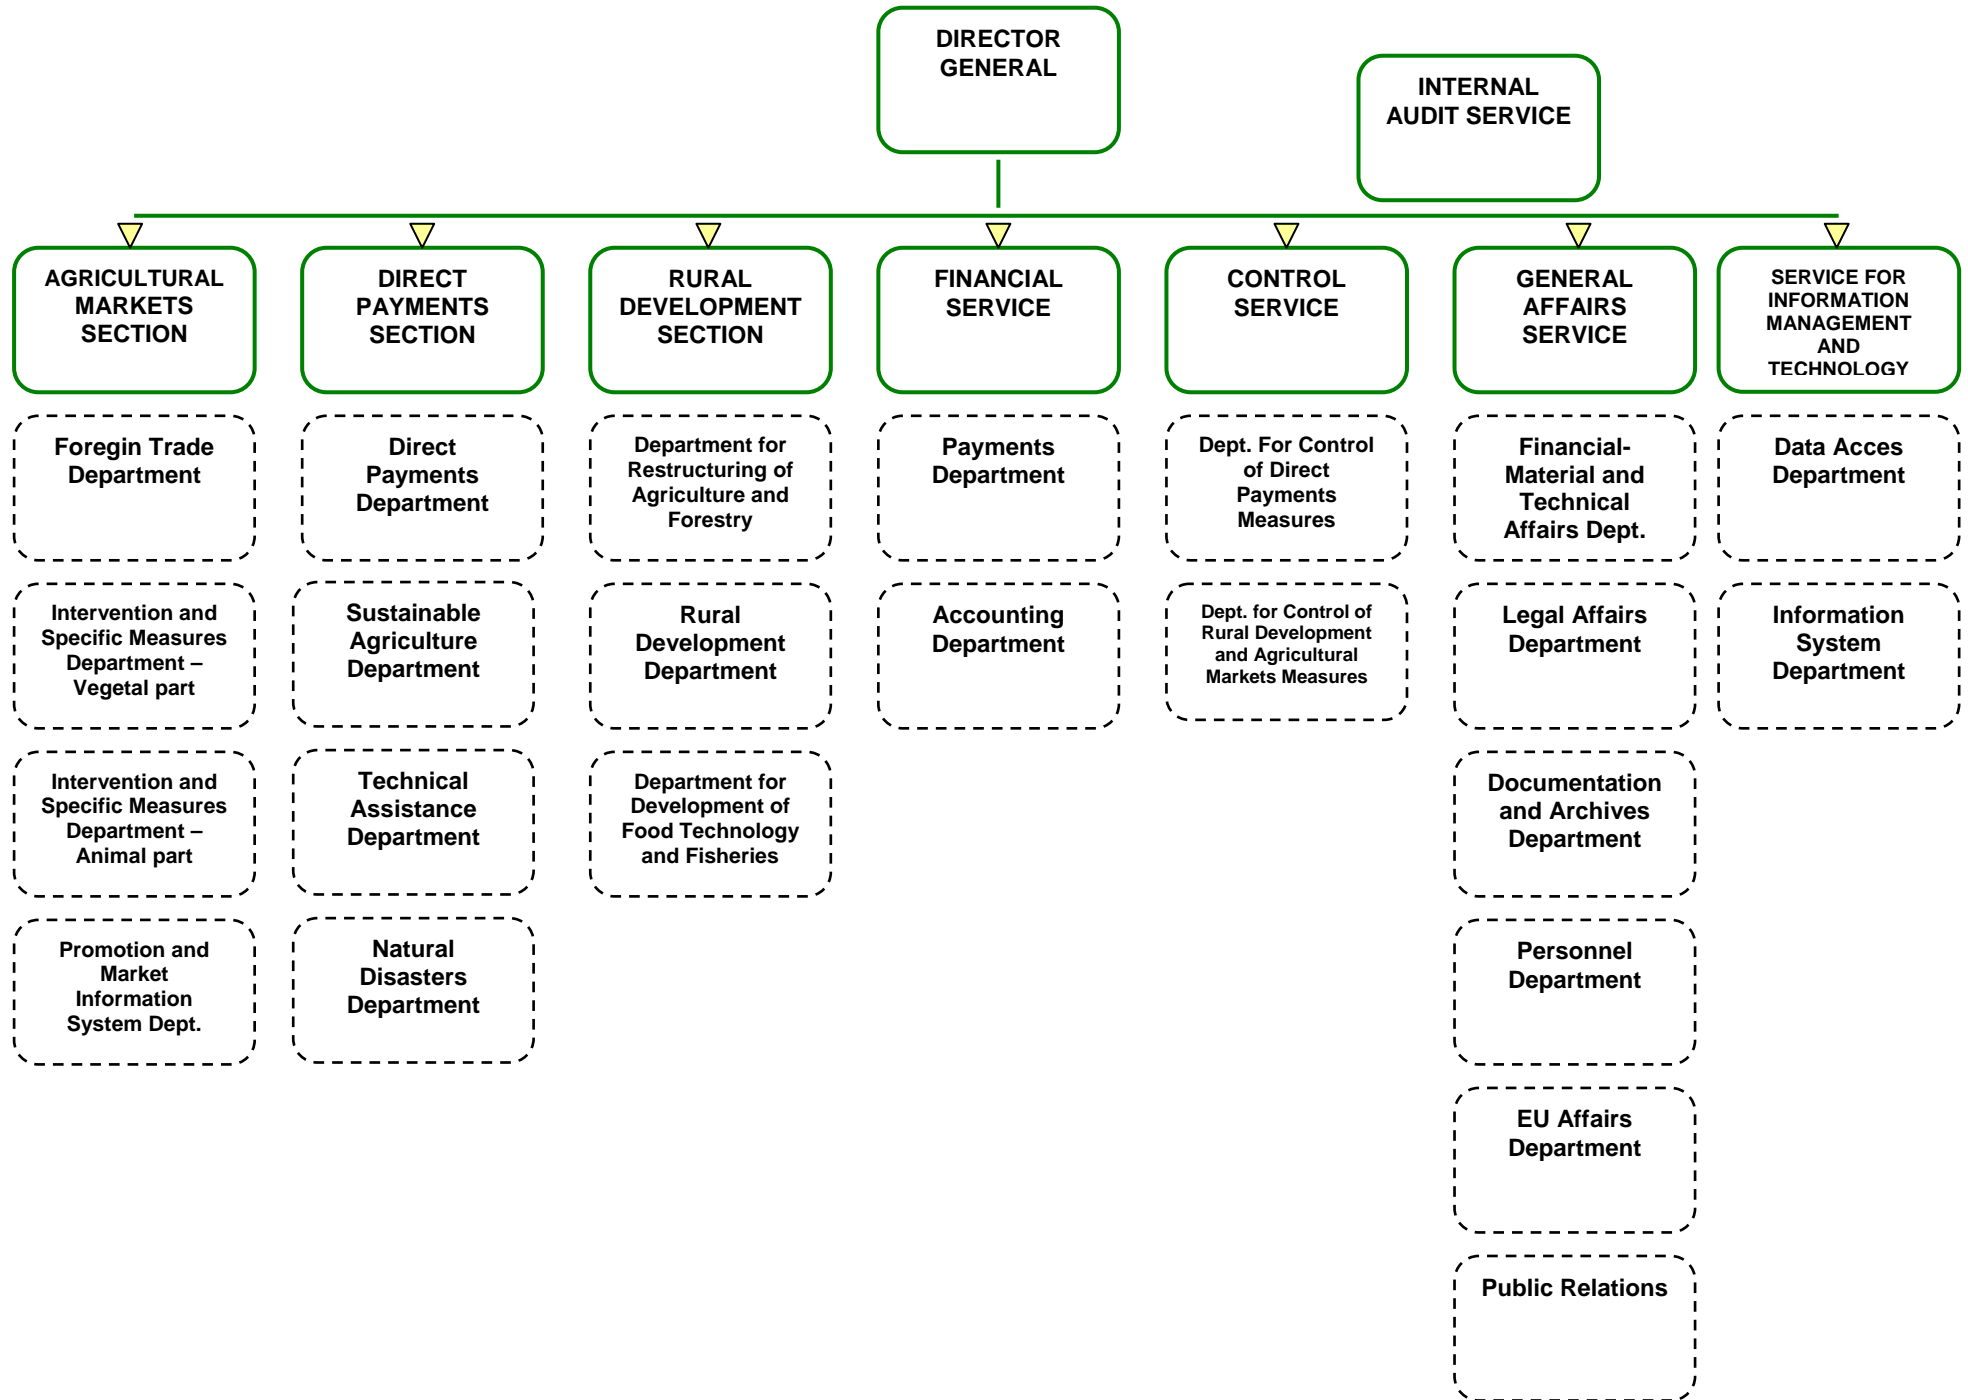 DIRECTOR
GENERAL
INTERNAL
AUDIT SERVICE
AGRICULTURAL
MARKETS
SECTION
DIRECT
PAYMENTS
SECTION
RURAL
DEVELOPMENT
SECTION
FINANCIAL
SERVICE
CONTROL
SERVICE
GENERAL
AFFAIRS
SERVICE
SERVICE FOR
INFORMATION
MANAGEMENT
AND
TECHNOLOGY
Foregin Trade
Department
Direct
Payments
Department
Department for
Restructuring of
Agriculture and
Forestry
Payments
Department
Dept. For Control
of Direct
Payments
Measures
Financial-
Material and
Technical
Affairs Dept.
Data Acces
Department
Intervention and
Specific Measures
Department –
Vegetal part
Sustainable
Agriculture
Department
Rural
Development
Department
Accounting
Department
Dept. for Control of
Rural Development
and Agricultural
Markets Measures
Legal Affairs
Department
Information
System
Department
Intervention and
Specific Measures
Department –
Animal part
Technical
Assistance
Department
Department for
Development of
Food Technology
and Fisheries
Documentation
and Archives
Department
Promotion and
Market
Information
System Dept.
Natural
Disasters
Department
Personnel
Department
EU Affairs
Department
Public Relations